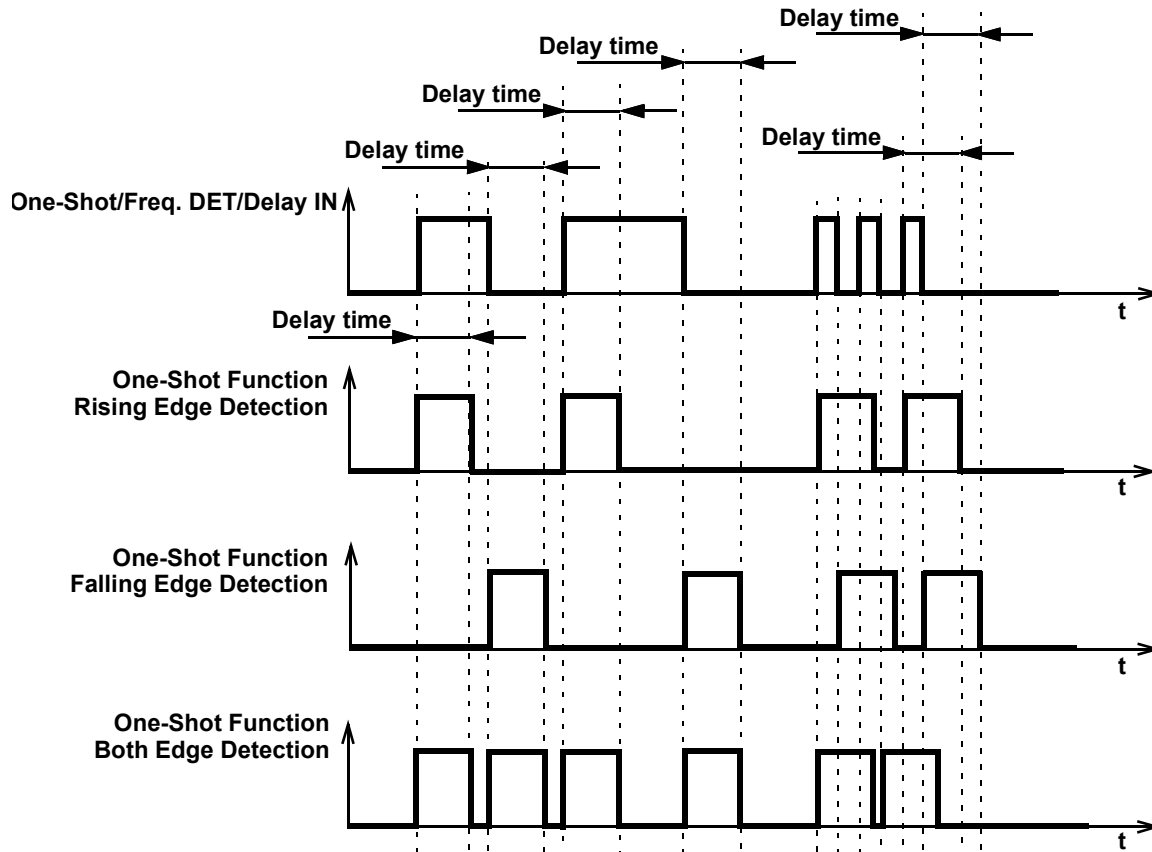 Delay time
Delay time
Delay time
Delay time
Delay time
One-Shot/Freq. DET/Delay IN
t
Delay time
One-Shot Function
Rising Edge Detection
t
One-Shot Function
Falling Edge Detection
t
One-Shot Function
Both Edge Detection
t